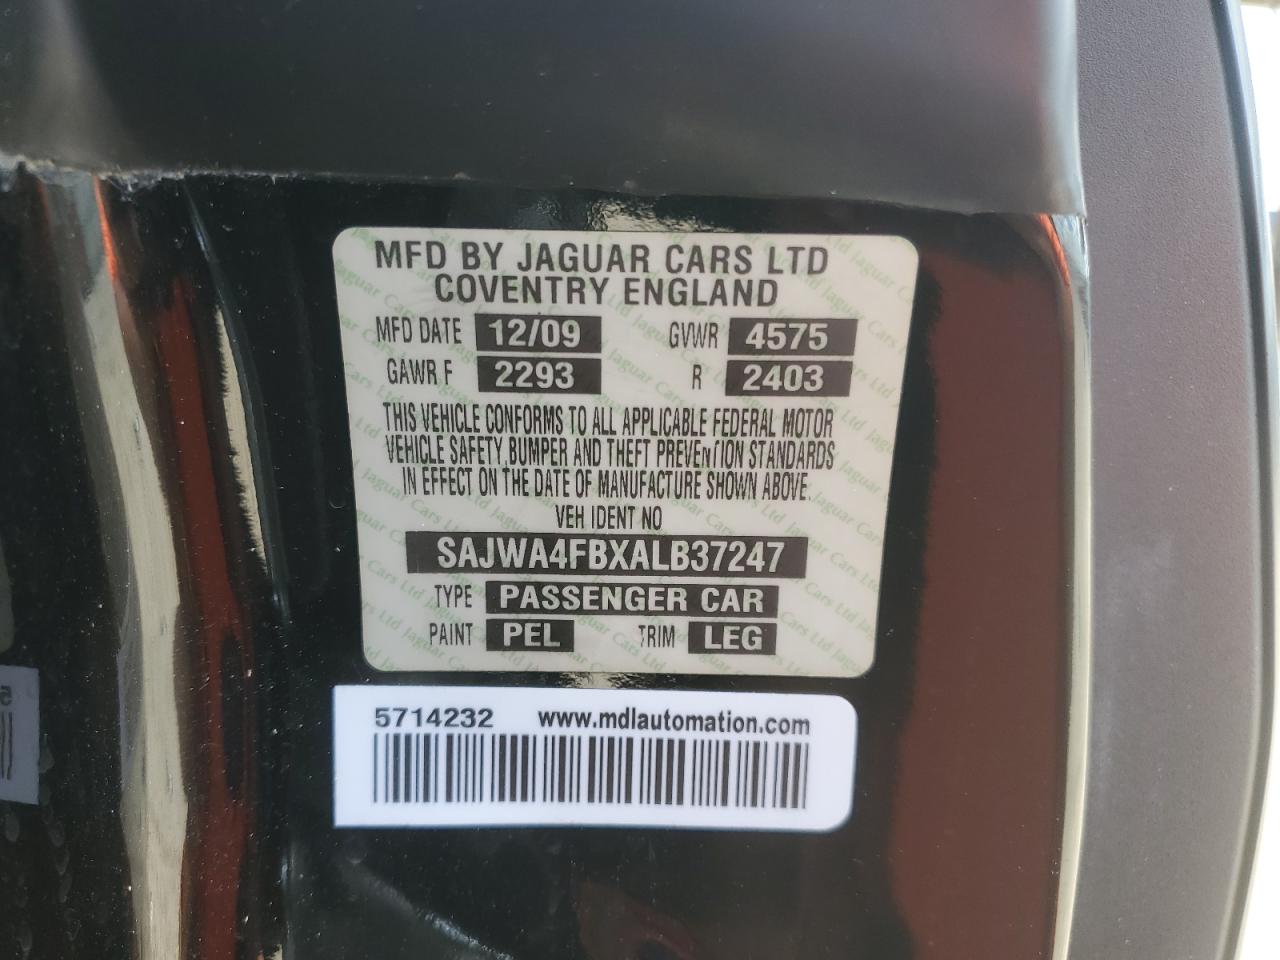 MFD BY JAGUAR CARS LTD
COVENTRY ENGLAND
MFD DATE 12/09 GVWR 4575
GAWR F 2293 R 2403
THIS VEHICLE CONFORMS TO ALL APPLICABLE FEDERAL MOTOR
VEHICLE SAFETY, BUMPER AND THEFT PREVENTION STANDARDS
IN EFFECT ON THE DATE OF MANUFACTURE SHOWN ABOVE.
VEH IDENT NO
SAJWA4FBXALB37247
TYPE PASSENGER CAR
PAINT PEL TRIM LEG
5714232 www.mdlautomation.com